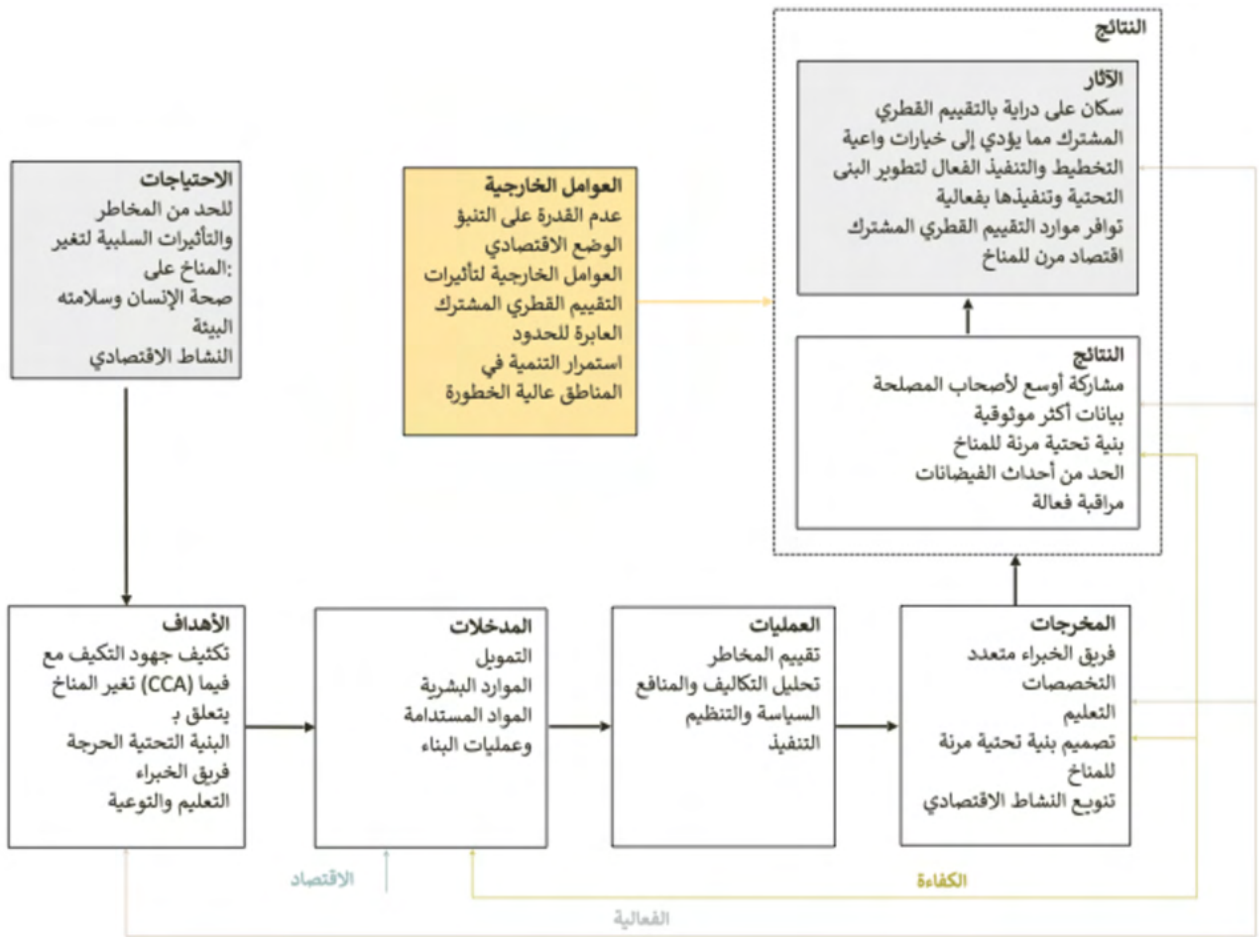 النتائج
الآثار
سكان على دراية بالتقييم القطري
المشترك مما يؤدي إلى خيارات واعية
التخطيط والتنفيذ الفعال لتطوير البنى
التحتية وتنفيذها بفعالية
توافر موارد التقييم القطري المشترك
اقتصاد مرن للمناخ
العوامل الخارجية
عدم القدرة على التنبؤ
الوضع الاقتصادي
العوامل الخارجية لتأثيرات
التقييم القطري المشترك
العابرة للحدود
استمرار التنمية في
المناطق عالية الخطورة
الاحتياجات
للحد من المخاطر
والتأثيرات السلبية لتغير
:المناخ على
صحة الإنسان وسلامته
البيئة
النشاط الاقتصادي
النتائج
مشاركة أوسع لأصحاب المصلحة
بيانات أكثر موثوقية
بنية تحتية مرنة للمناخ
الحد من أحداث الفيضانات
مراقبة فعالة
الأهداف
تكثيف جهود التكيف مع
فيما (CCA) تغير المناخ
يتعلق بـ
البنية التحتية الحرجة
فريق الخبراء
التعليم والتوعية
المدخلات
التمويل
الموارد البشرية
المواد المستدامة
وعمليات البناء
العمليات
تقييم المخاطر
تحليل التكاليف والمنافع
السياسة والتنظيم
التنفيذ
المخرجات
فريق الخبراء متعدد
التخصصات
التعليم
تصميم بنية تحتية مرنة
للمناخ
تنويع النشاط الاقتصادي
الاقتصاد
الكفاءة
الفعالية